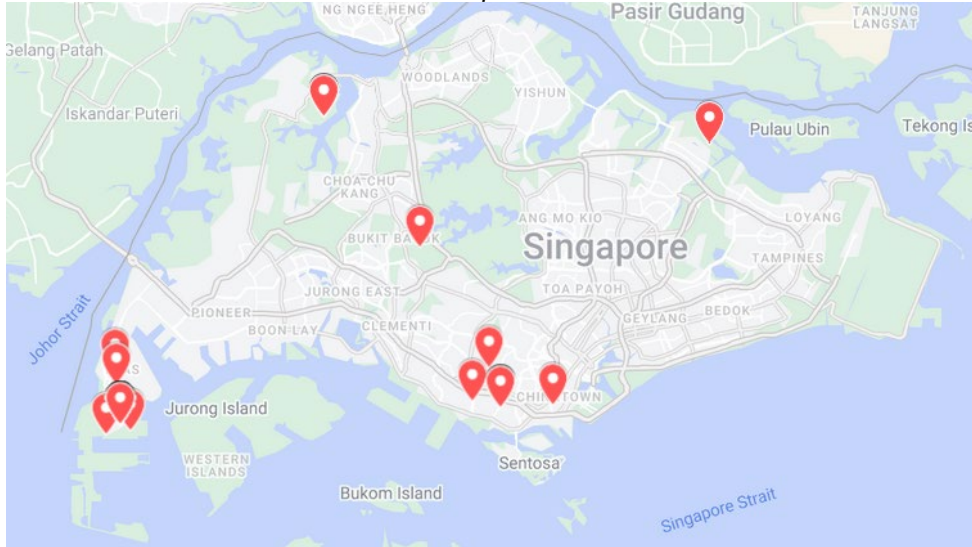 NG NGEE HENG
Pasir Gudang
TANJUNG
LANGSAT
Gelang Patah
WOODLANDS
YISHUN
Iskandar Puteri
Pulau Ubin
Tekong Is
CHOA CHU
KANG
ANG MO KIO
LOYANG
BUKIT BATOK
Singapore
TAMPINES
JURONG EAST
TOA PAYOH
PIONEER
BOON LAY
CLEMENTI
GEYLANG
BEDOK
Johor Strait
AS
CHINATOWN
Jurong Island
WESTERN
ISLANDS
Sentosa
Bukom Island
Singapore Strait